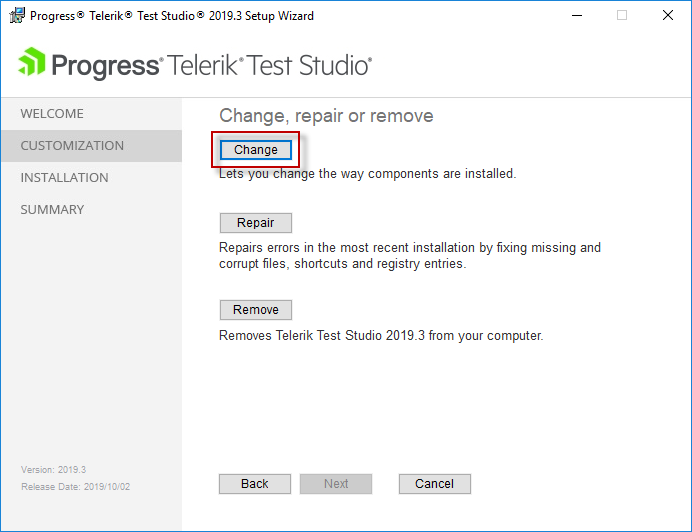 Progress® Telerik® Test Studio® 2019.3 Setup Wizard
Progress® Telerik® Test Studio®
WELCOME
CUSTOMIZATION
INSTALLATION
SUMMARY
Change, repair or remove
Change
Lets you change the way components are installed.
Repair
Repairs errors in the most recent installation by fixing missing and
corrupt files, shortcuts and registry entries.
Remove
Removes Telerik Test Studio 2019.3 from your computer.
Version: 2019.3
Release Date: 2019/10/02
Back Next Cancel